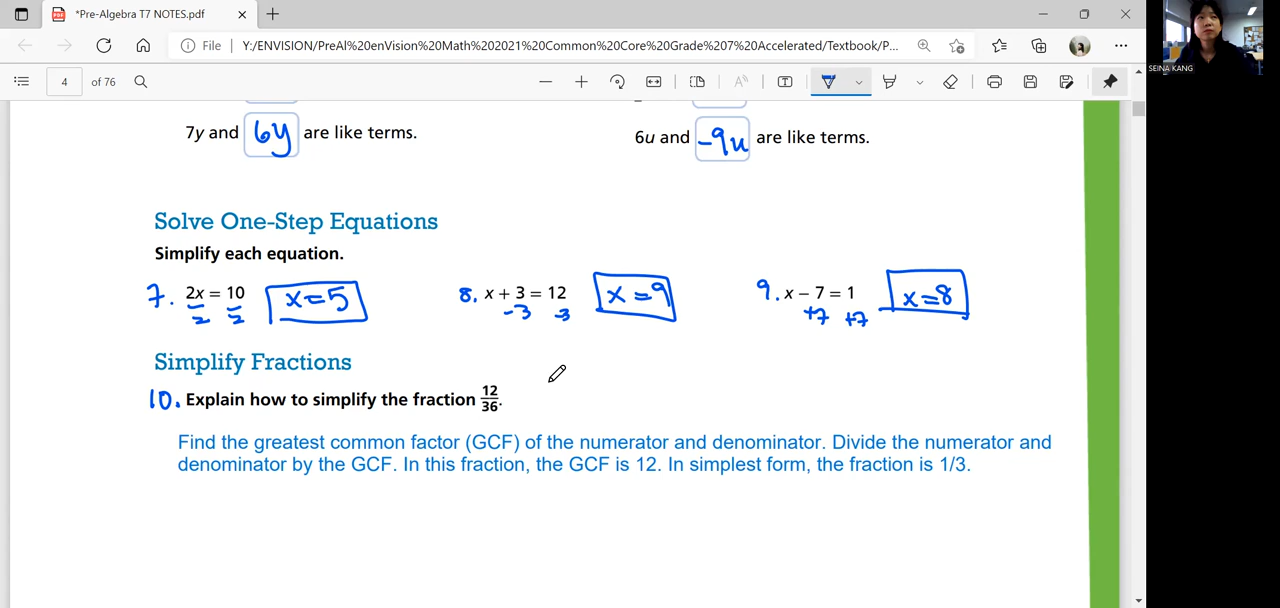 *Pre-Algebra T7 NOTES.pdf
File Y:/ENVISION/PreAl%20enVision%20Math%202021%20Common%20Core%20Grade%207%20Accelerated/Textbook/P...
4 of 76
SEINA KANG
7y and 6y are like terms.
6u and -9u are like terms.
Solve One-Step Equations
Simplify each equation.
7. 2x = 10 x=5
2 2
8. x + 3 = 12 x=9
-3 -3
9. x – 7 = 1 x=8
+7 +7
Simplify Fractions
10. Explain how to simplify the fraction 12/36.
Find the greatest common factor (GCF) of the numerator and denominator. Divide the numerator and
denominator by the GCF. In this fraction, the GCF is 12. In simplest form, the fraction is 1/3.